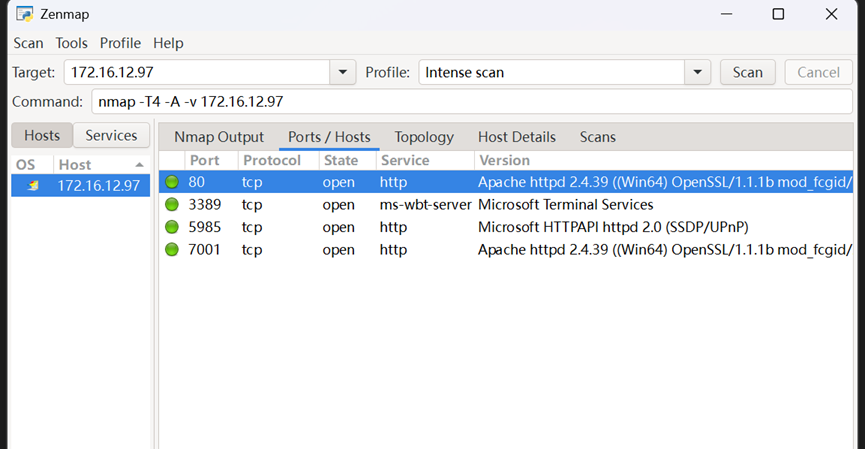 Zenmap
Scan Tools Profile Help
Target: 172.16.12.97 Profile: Intense scan Scan Cancel
Command: nmap -T4 -A -v 172.16.12.97
Hosts Services Nmap Output Ports / Hosts Topology Host Details Scans
OS Host Port Protocol State Service Version
172.16.12.97 80 tcp open http Apache httpd 2.4.39 ((Win64) OpenSSL/1.1.1b mod_fcgid/
3389 tcp open ms-wbt-server Microsoft Terminal Services
5985 tcp open http Microsoft HTTPAPI httpd 2.0 (SSDP/UPnP)
7001 tcp open http Apache httpd 2.4.39 ((Win64) OpenSSL/1.1.1b mod_fcgid/